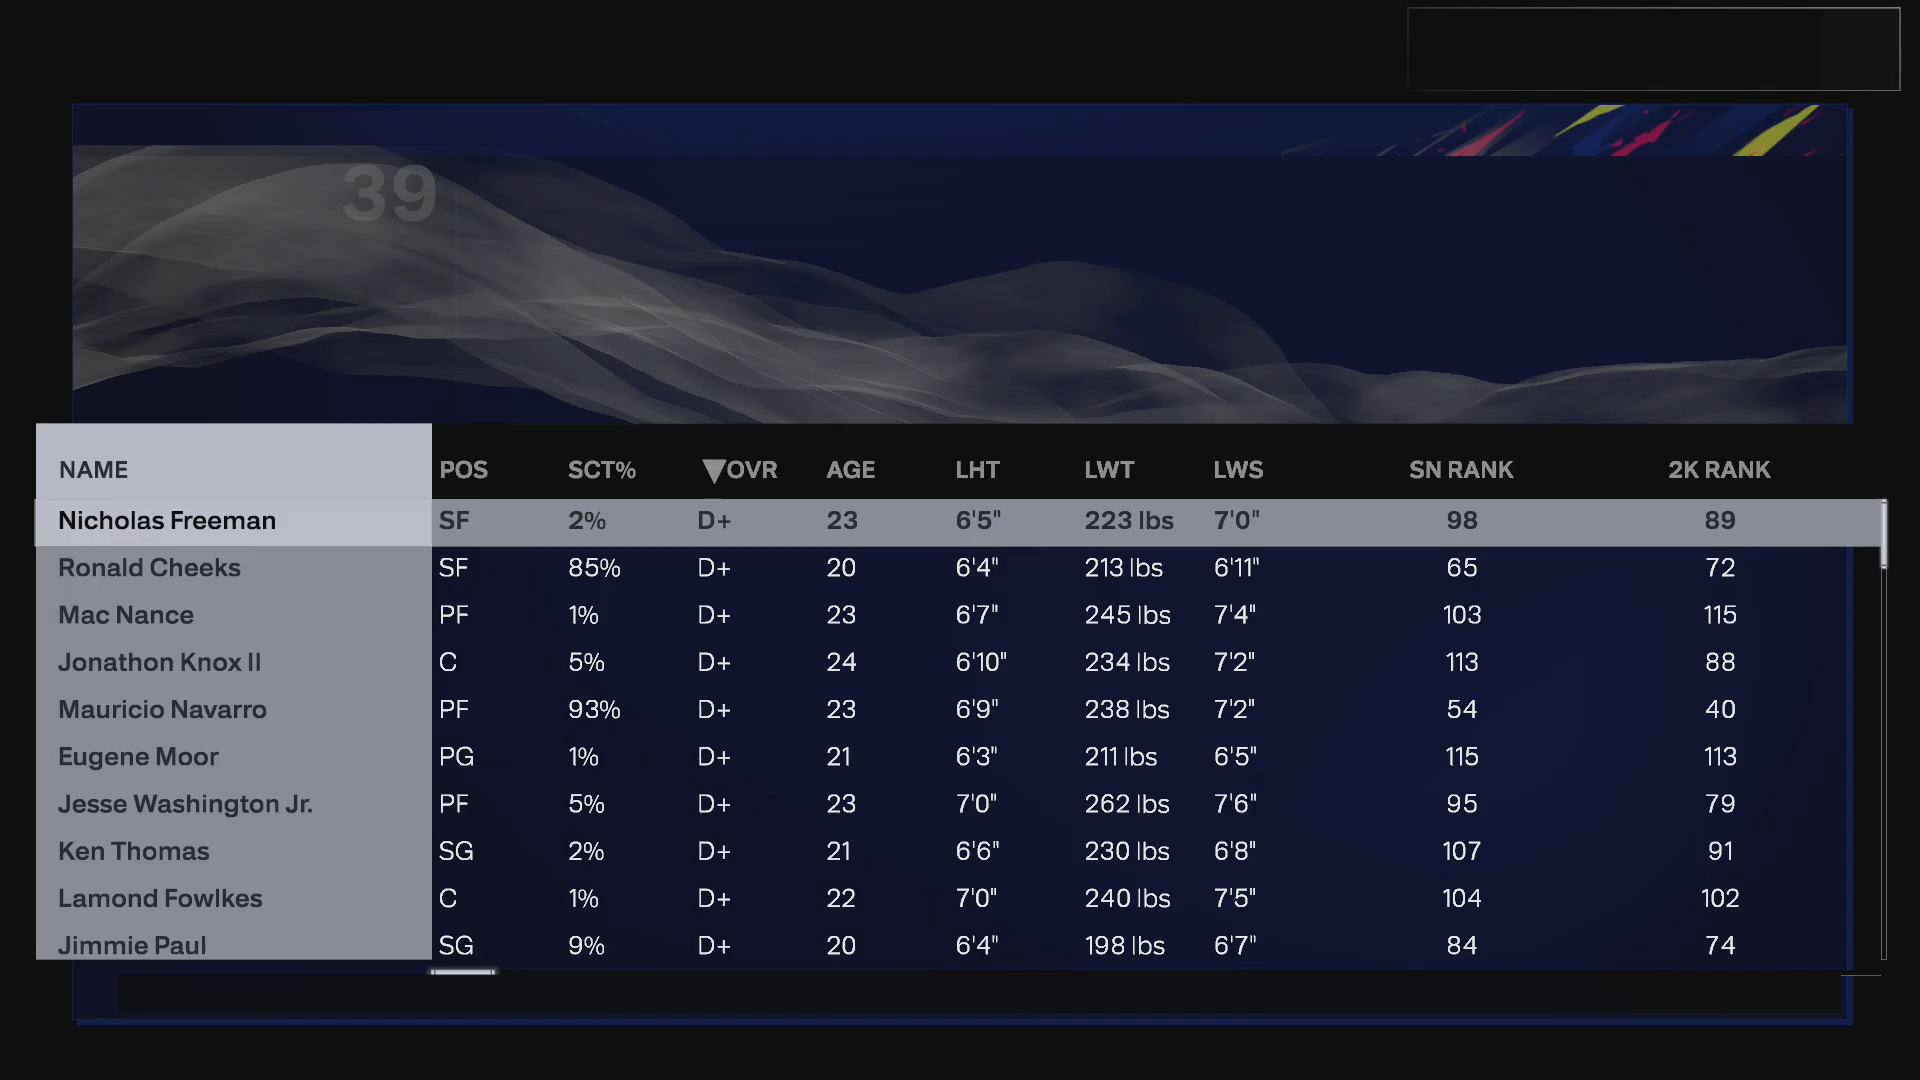 39
NAME POS SCT% ▼OVR AGE LHT LWT LWS SN RANK 2K RANK
Nicholas Freeman SF 2% D+ 23 6'5" 223 lbs 7'0" 98 89
Ronald Cheeks SF 85% D+ 20 6'4" 213 lbs 6'11" 65 72
Mac Nance PF 1% D+ 23 6'7" 245 lbs 7'4" 103 115
Jonathon Knox II C 5% D+ 24 6'10" 234 lbs 7'2" 113 88
Mauricio Navarro PF 93% D+ 23 6'9" 238 lbs 7'2" 54 40
Eugene Moor PG 1% D+ 21 6'3" 211 lbs 6'5" 115 113
Jesse Washington Jr. PF 5% D+ 23 7'0" 262 lbs 7'6" 95 79
Ken Thomas SG 2% D+ 21 6'6" 230 lbs 6'8" 107 91
Lamond Fowlkes C 1% D+ 22 7'0" 240 lbs 7'5" 104 102
Jimmie Paul SG 9% D+ 20 6'4" 198 lbs 6'7" 84 74